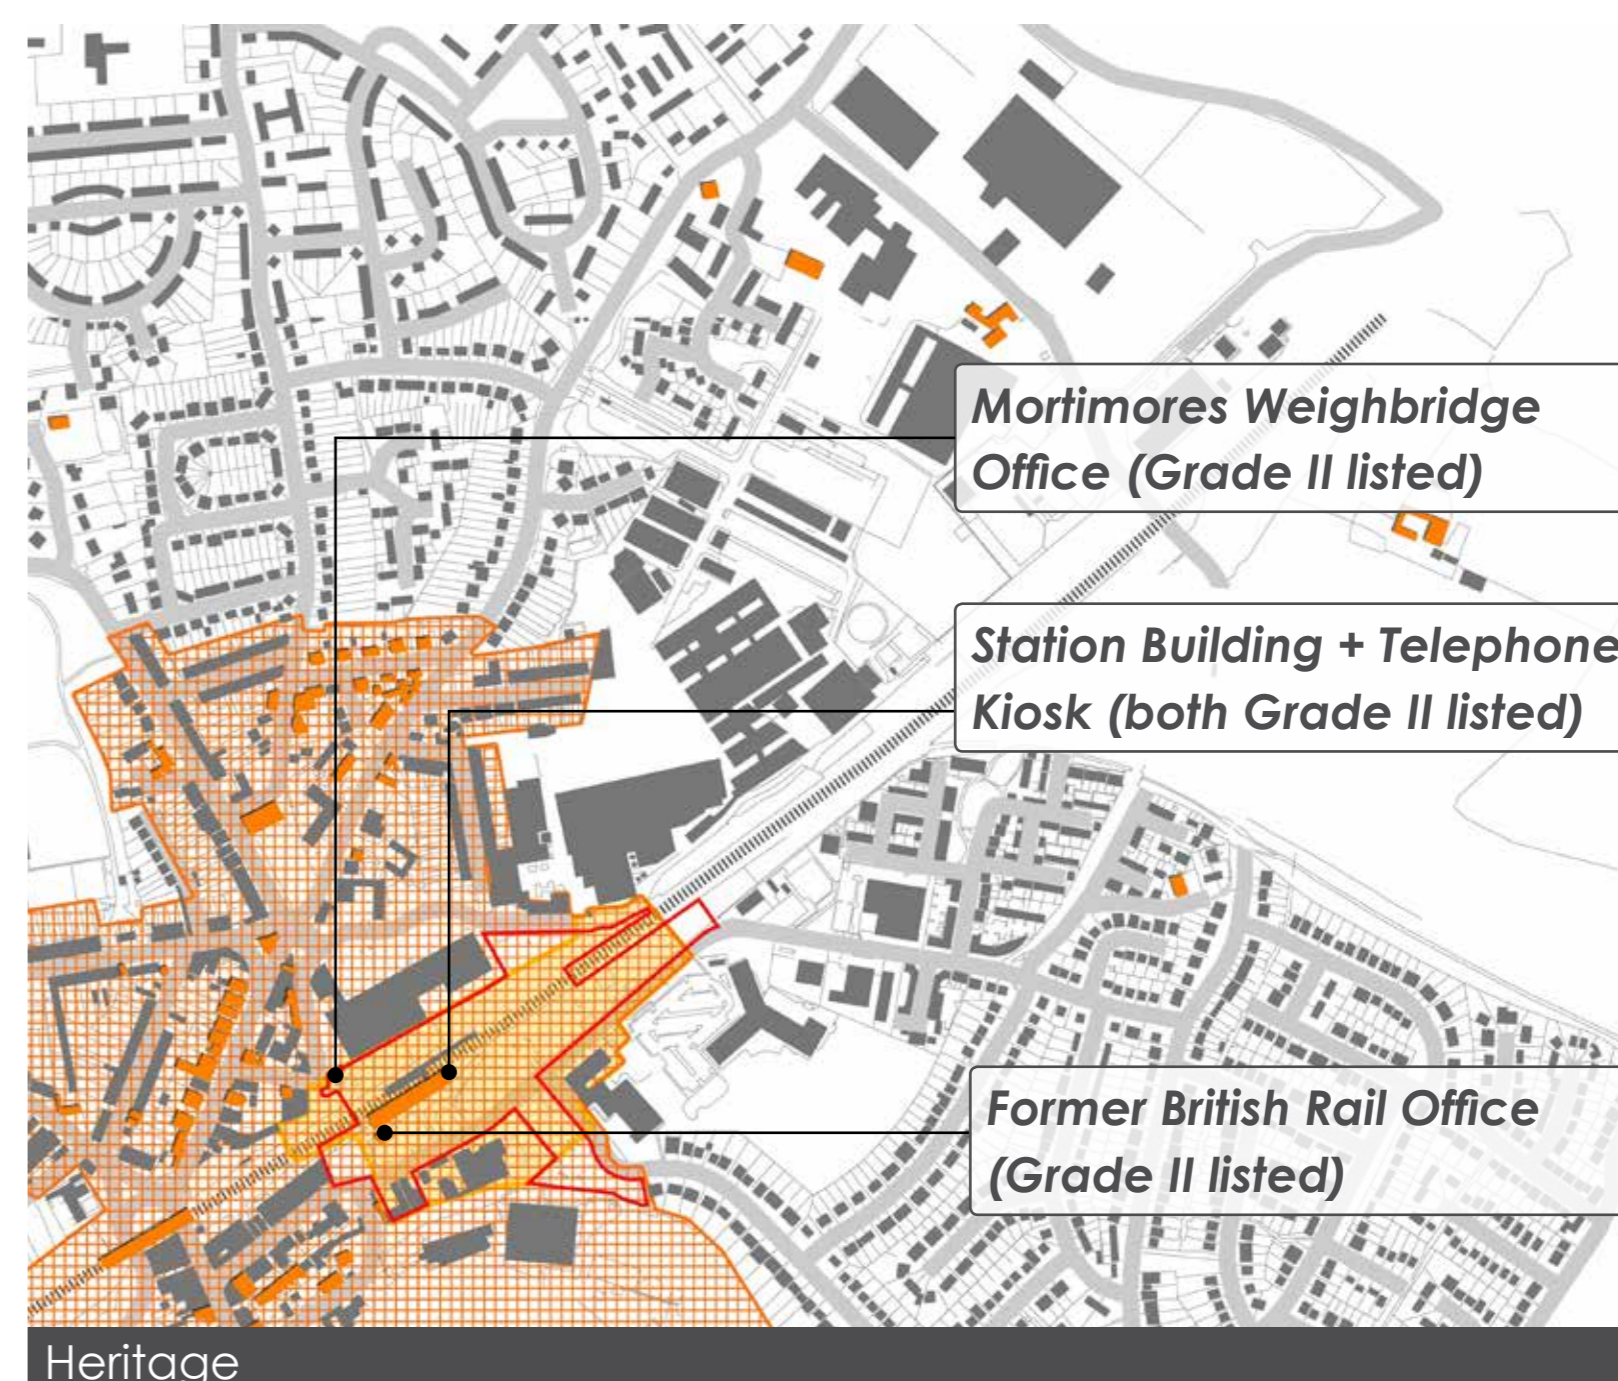 Mortimores Weighbridge
Office (Grade II listed)
Station Building + Telephone
Kiosk (both Grade II listed)
Former British Rail Office
(Grade II listed)
Heritage